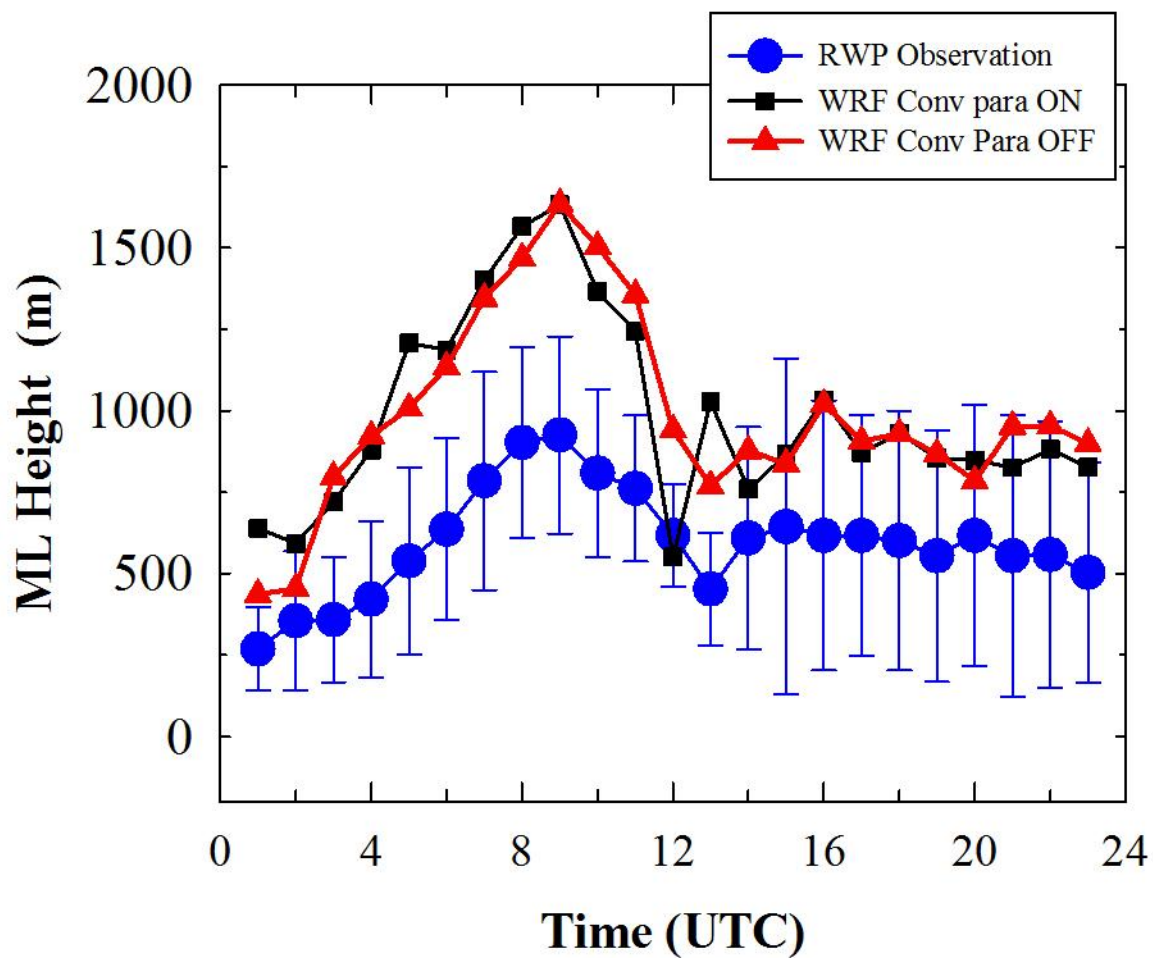 RWP Observation
WRF Conv para ON
WRF Conv Para OFF
2000
1500
1000
500
0
ML Height (m)
0 4 8 12 16 20 24
Time (UTC)